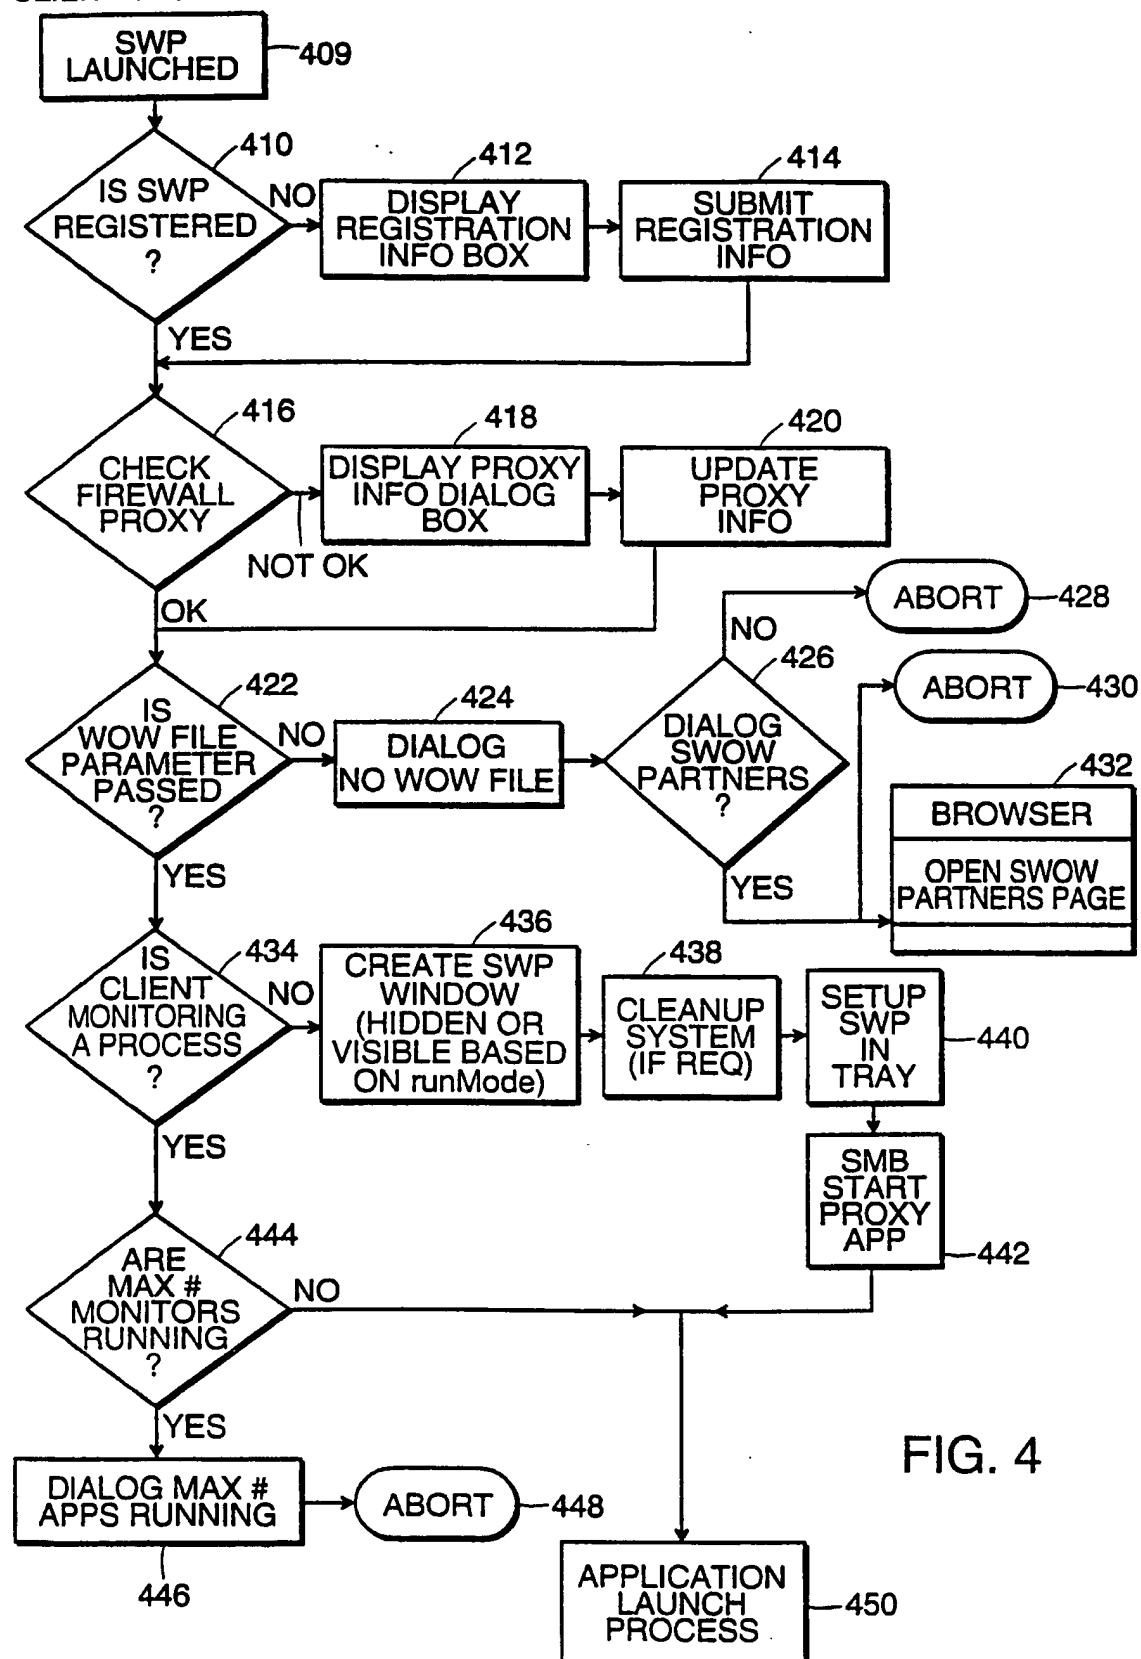 SWP
LAUNCHED
409
410
IS SWP
REGISTERED
?
NO
412
DISPLAY
REGISTRATION
INFO BOX
414
SUBMIT
REGISTRATION
INFO
YES
416
CHECK
FIREWALL
PROXY
NOT OK
418
DISPLAY PROXY
INFO DIALOG
BOX
420
UPDATE
PROXY
INFO
OK
422
IS
WOW FILE
PARAMETER
PASSED
?
NO
424
DIALOG
NO WOW FILE
426
DIALOG
SWOW
PARTNERS
?
NO
ABORT
428
ABORT
430
YES
432
BROWSER
OPEN SWOW
PARTNERS PAGE
YES
434
IS
CLIENT
MONITORING
A PROCESS
?
NO
436
CREATE SWP
WINDOW
(HIDDEN OR
VISIBLE BASED
ON runMode)
438
CLEANUP
SYSTEM
(IF REQ)
SETUP
SWP
IN
TRAY
440
SMB
START
PROXY
APP
442
YES
444
ARE
MAX #
MONITORS
RUNNING
?
NO
YES
DIALOG MAX #
APPS RUNNING
446
ABORT
448
APPLICATION
LAUNCH
PROCESS
450
FIG. 4